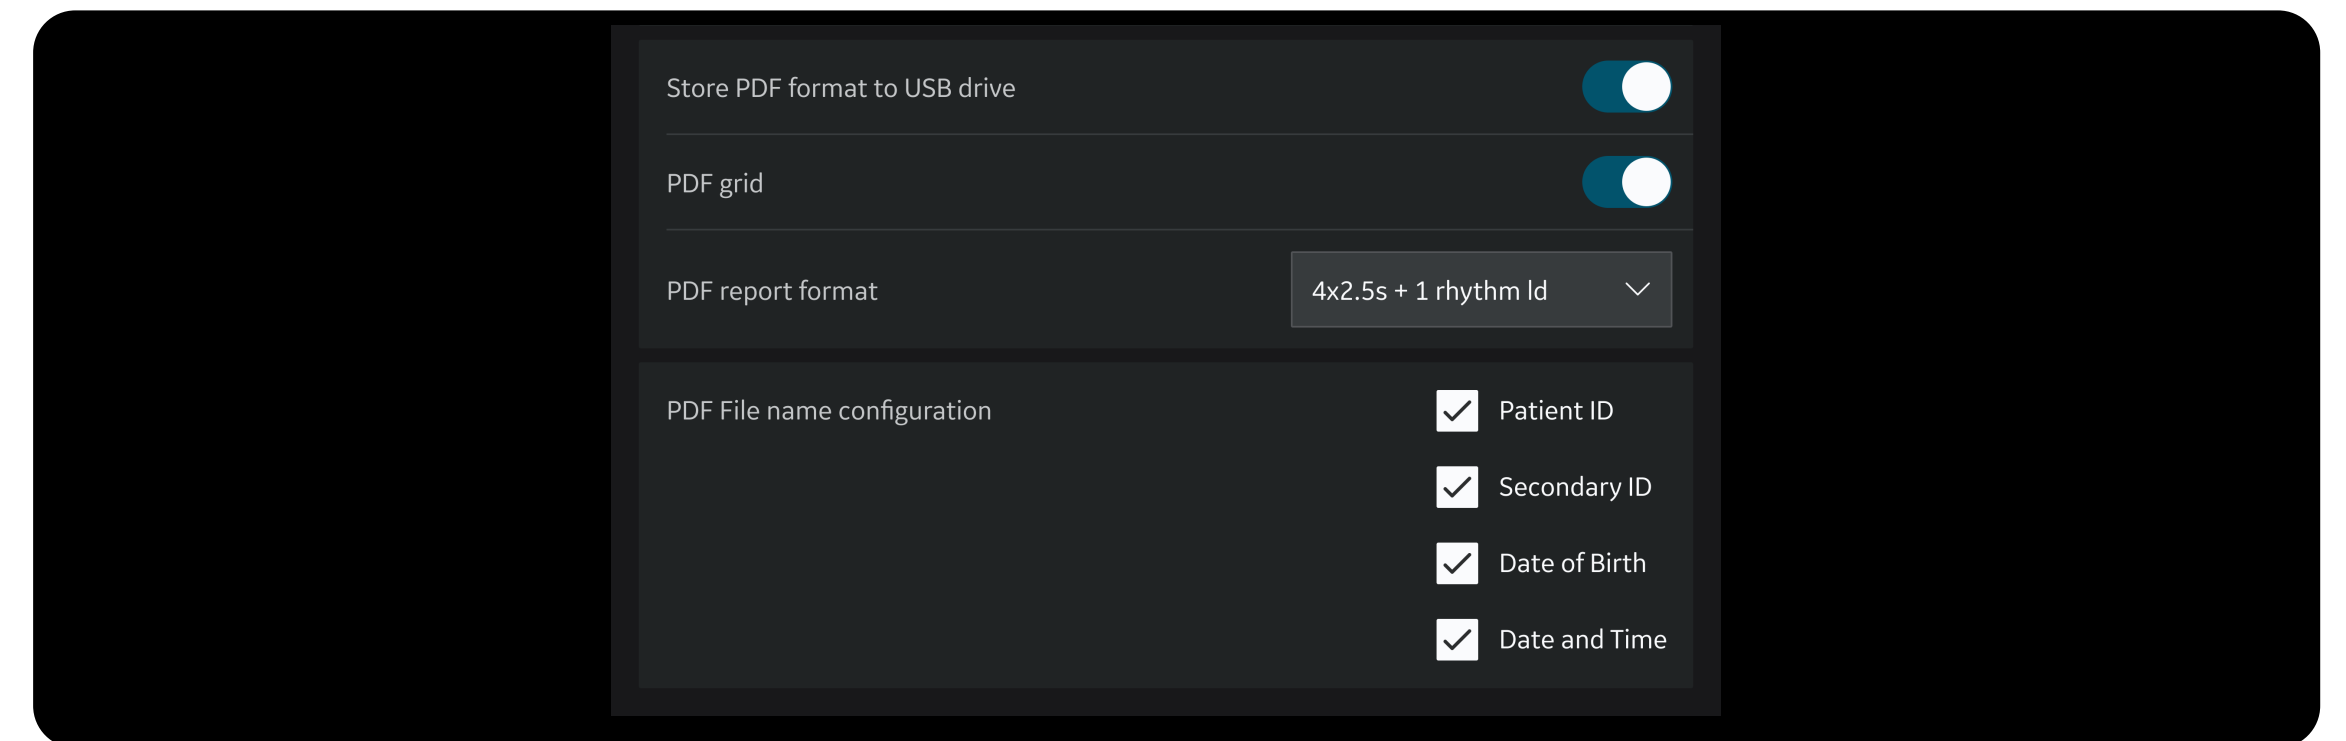 Store PDF format to USB drive
PDF grid
PDF report format
4x2.5s + 1 rhythm ld
PDF File name configuration
Patient ID
Secondary ID
Date of Birth
Date and Time